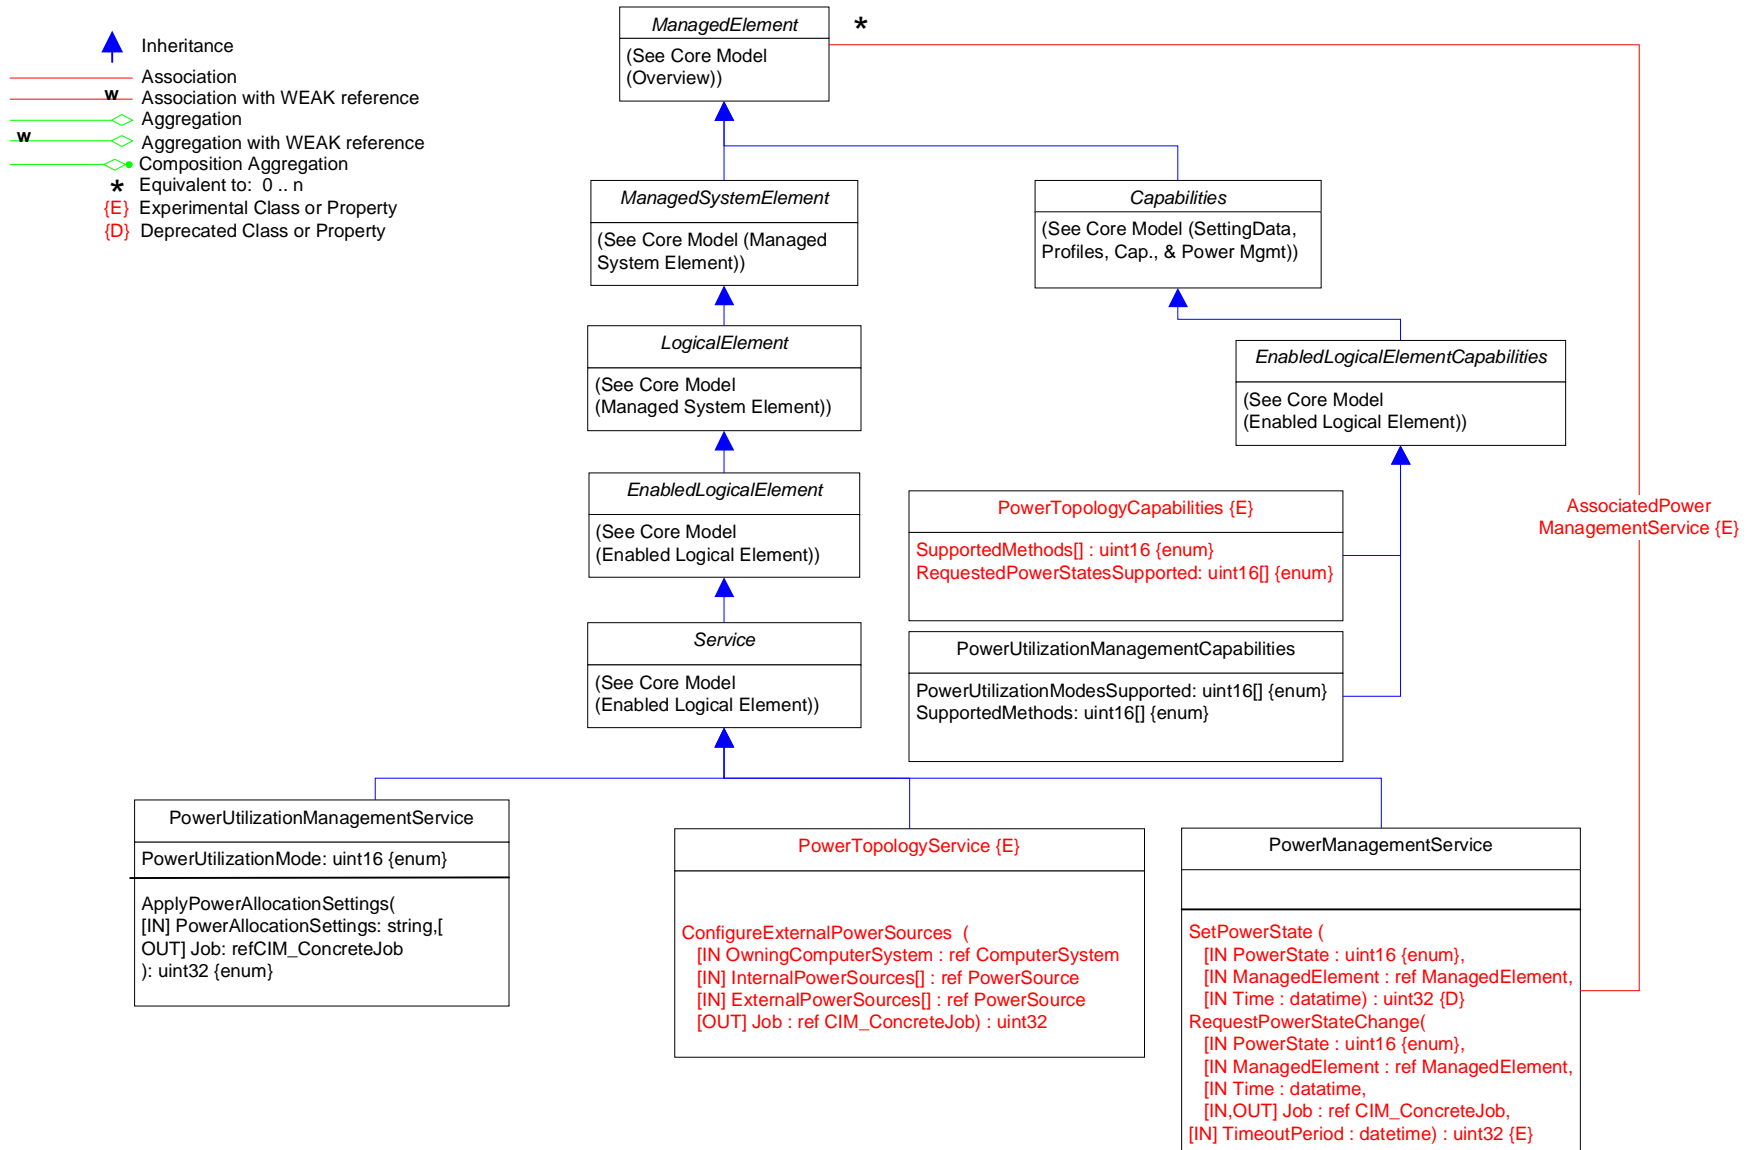 Inheritance
Association
w
Association with WEAK reference
Aggregation
w
Aggregation with WEAK reference
Composition Aggregation
* Equivalent to: 0 .. n
{E} Experimental Class or Property
{D} Deprecated Class or Property
ManagedElement
*
(See Core Model
(Overview))
ManagedSystemElement
(See Core Model (Managed
System Element))
Capabilities
(See Core Model (SettingData,
Profiles, Cap., & Power Mgmt))
LogicalElement
(See Core Model
(Managed System Element))
EnabledLogicalElementCapabilities
(See Core Model
(Enabled Logical Element))
EnabledLogicalElement
(See Core Model
(Enabled Logical Element))
PowerTopologyCapabilities {E}
SupportedMethods[] : uint16 {enum}
RequestedPowerStatesSupported: uint16[] {enum}
AssociatedPower
ManagementService {E}
Service
(See Core Model
(Enabled Logical Element))
PowerUtilizationManagementCapabilities
PowerUtilizationModesSupported: uint16[] {enum}
SupportedMethods: uint16[] {enum}
PowerUtilizationManagementService
PowerUtilizationMode: uint16 {enum}
ApplyPowerAllocationSettings(
[IN] PowerAllocationSettings: string,[
OUT] Job: refCIM_ConcreteJob
): uint32 {enum}
PowerTopologyService {E}
ConfigureExternalPowerSources (
[IN OwningComputerSystem : ref ComputerSystem
[IN] InternalPowerSources[] : ref PowerSource
[IN] ExternalPowerSources[] : ref PowerSource
[OUT] Job : ref CIM_ConcreteJob) : uint32
PowerManagementService
SetPowerState (
[IN PowerState : uint16 {enum},
[IN ManagedElement : ref ManagedElement,
[IN Time : datatime) : uint32 {D}
RequestPowerStateChange(
[IN PowerState : uint16 {enum},
[IN ManagedElement : ref ManagedElement,
[IN Time : datatime,
[IN,OUT] Job : ref CIM_ConcreteJob,
[IN] TimeoutPeriod : datetime) : uint32 {E}